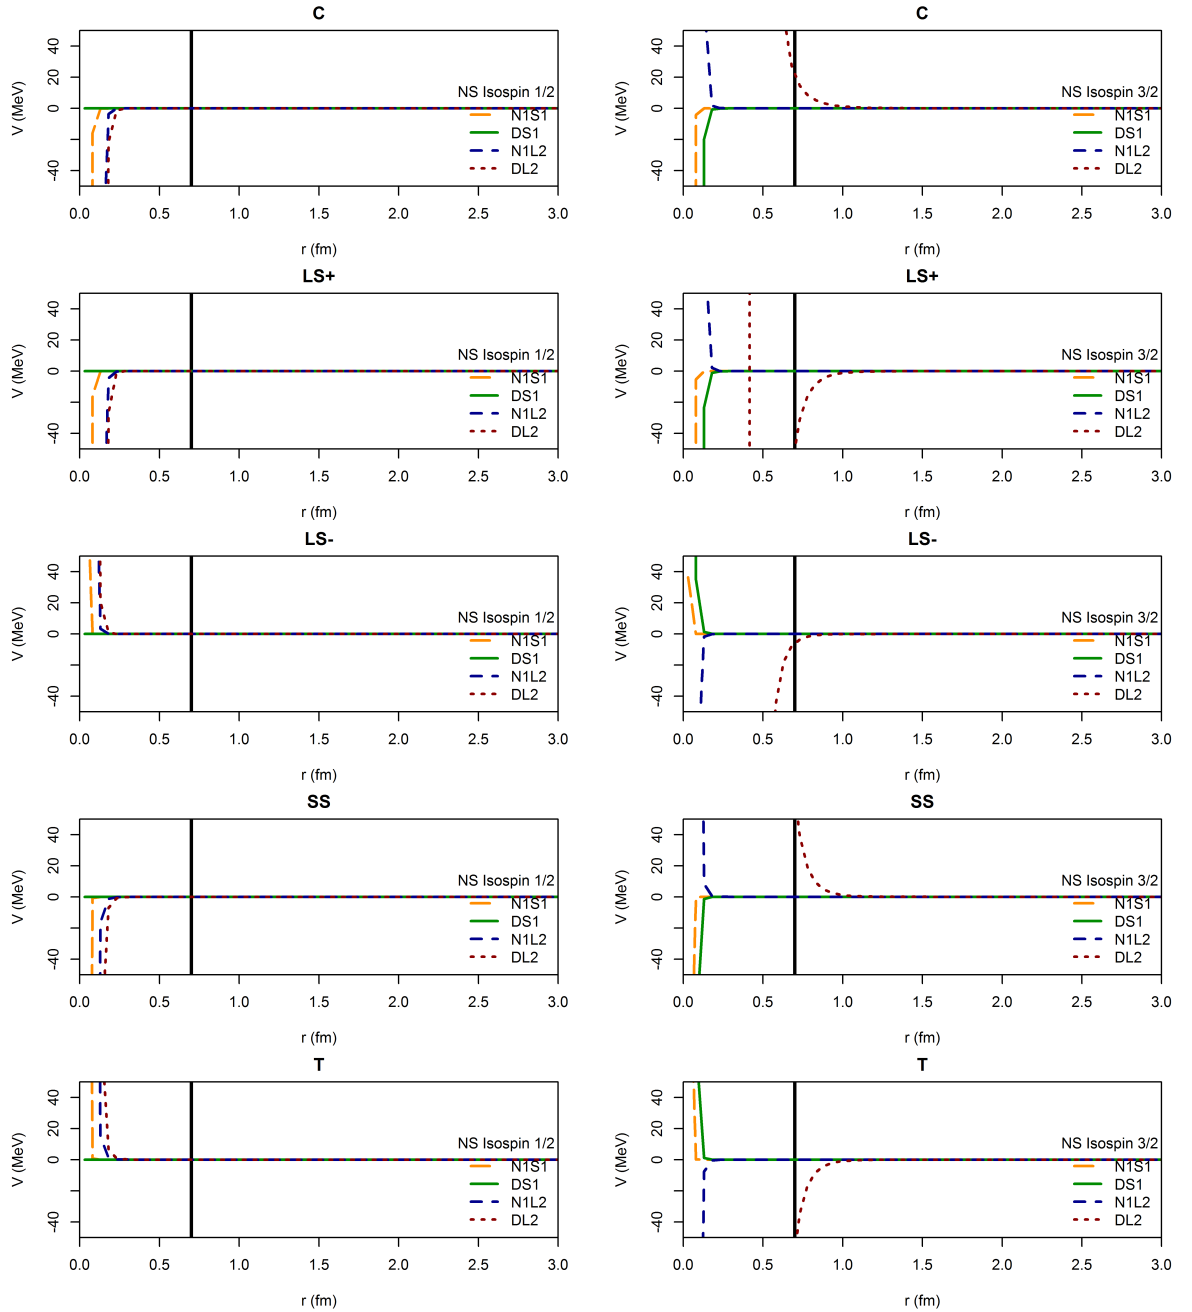 C
V (MeV)
40
20
0
-40
NS Isospin 1/2
N1S1
DS1
N1L2
DL2
0.0 0.5 1.0 1.5 2.0 2.5 3.0
r (fm)
C
V (MeV)
40
20
0
-40
NS Isospin 3/2
N1S1
DS1
N1L2
DL2
0.0 0.5 1.0 1.5 2.0 2.5 3.0
r (fm)
LS+
V (MeV)
40
20
0
-40
NS Isospin 1/2
N1S1
DS1
N1L2
DL2
0.0 0.5 1.0 1.5 2.0 2.5 3.0
r (fm)
LS+
V (MeV)
40
20
0
-40
NS Isospin 3/2
N1S1
DS1
N1L2
DL2
0.0 0.5 1.0 1.5 2.0 2.5 3.0
r (fm)
LS-
V (MeV)
40
20
0
-40
NS Isospin 1/2
N1S1
DS1
N1L2
DL2
0.0 0.5 1.0 1.5 2.0 2.5 3.0
r (fm)
LS-
V (MeV)
40
20
0
-40
NS Isospin 3/2
N1S1
DS1
N1L2
DL2
0.0 0.5 1.0 1.5 2.0 2.5 3.0
r (fm)
SS
V (MeV)
40
20
0
-40
NS Isospin 1/2
N1S1
DS1
N1L2
DL2
0.0 0.5 1.0 1.5 2.0 2.5 3.0
r (fm)
SS
V (MeV)
40
20
0
-40
NS Isospin 3/2
N1S1
DS1
N1L2
DL2
0.0 0.5 1.0 1.5 2.0 2.5 3.0
r (fm)
T
V (MeV)
40
20
0
-40
NS Isospin 1/2
N1S1
DS1
N1L2
DL2
0.0 0.5 1.0 1.5 2.0 2.5 3.0
r (fm)
T
V (MeV)
40
20
0
-40
NS Isospin 3/2
N1S1
DS1
N1L2
DL2
0.0 0.5 1.0 1.5 2.0 2.5 3.0
r (fm)